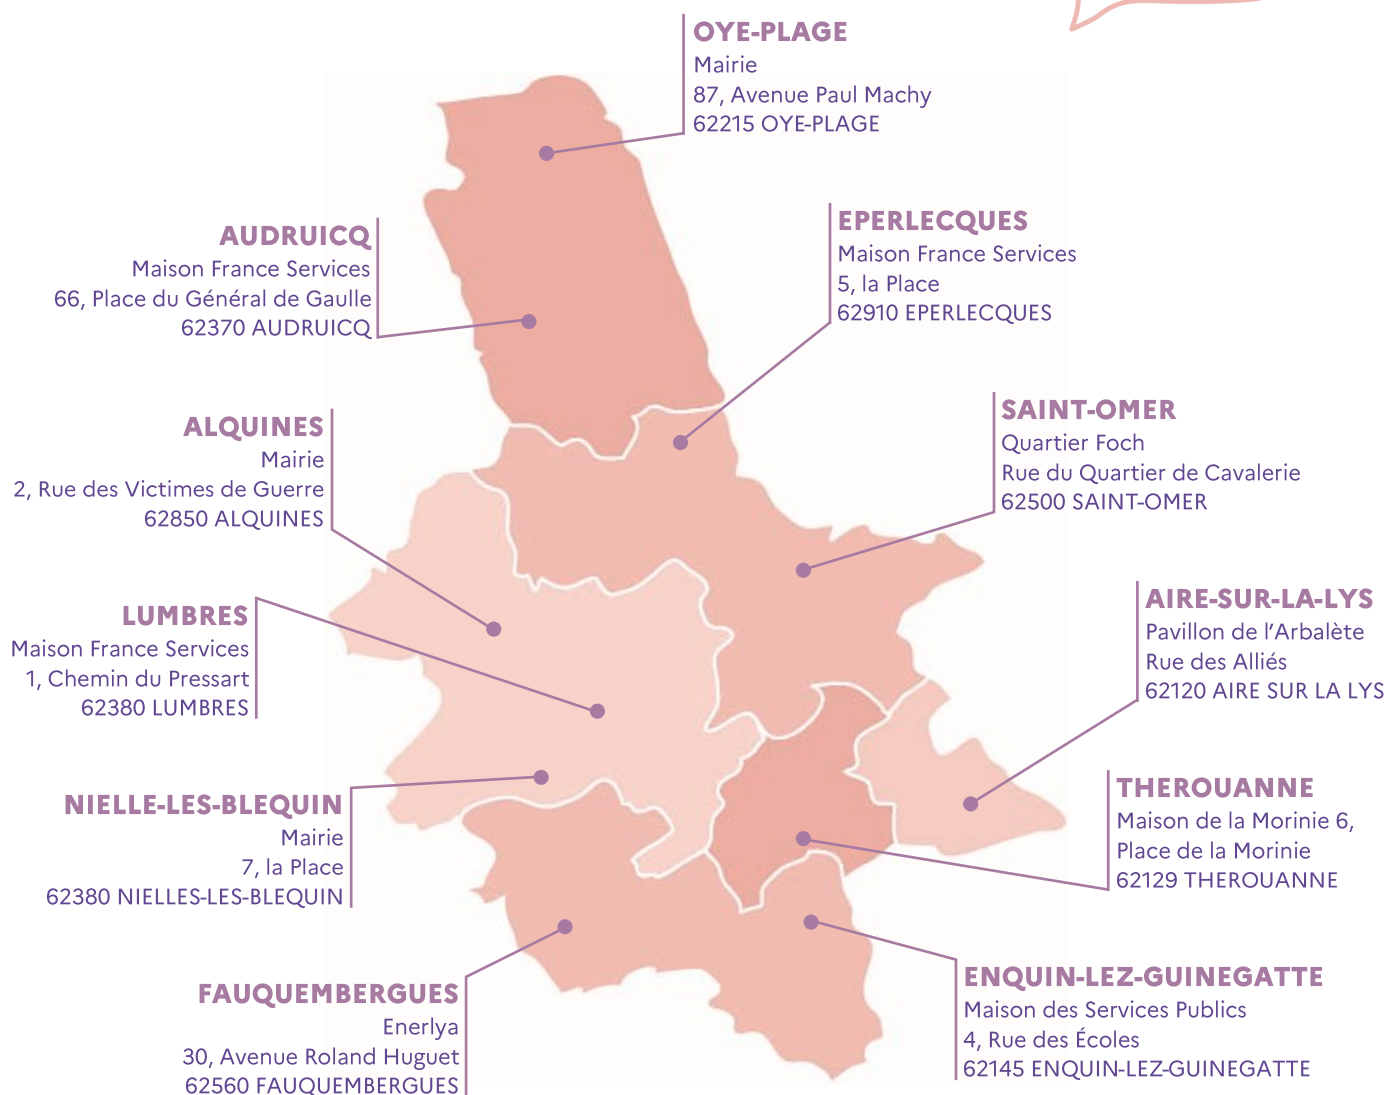 OYE-PLAGE
Mairie
87, Avenue Paul Machy
62215 OYE-PLAGE
AUDRUICQ
Maison France Services
66, Place du Général de Gaulle
62370 AUDRUICQ
EPERLECQUES
Maison France Services
5, la Place
62910 EPERLECQUES
ALQUINES
Mairie
2, Rue des Victimes de Guerre
62850 ALQUINES
SAINT-OMER
Quartier Foch
Rue du Quartier de Cavalerie
62500 SAINT-OMER
LUMBRES
Maison France Services
1, Chemin du Pressart
62380 LUMBRES
AIRE-SUR-LA-LYS
Pavillon de l’Arbalète
Rue des Alliés
62120 AIRE SUR LA LYS
NIELLE-LES-BLEQUIN
Mairie
7, la Place
62380 NIELLES-LES-BLEQUIN
THEROUANNE
Maison de la Morinie 6,
Place de la Morinie
62129 THEROUANNE
FAUQUEMBERGUES
Enerlya
30, Avenue Roland Huguet
62560 FAUQUEMBERGUES
ENQUIN-LEZ-GUINEGATTE
Maison des Services Publics
4, Rue des Écoles
62145 ENQUIN-LEZ-GUINEGATTE